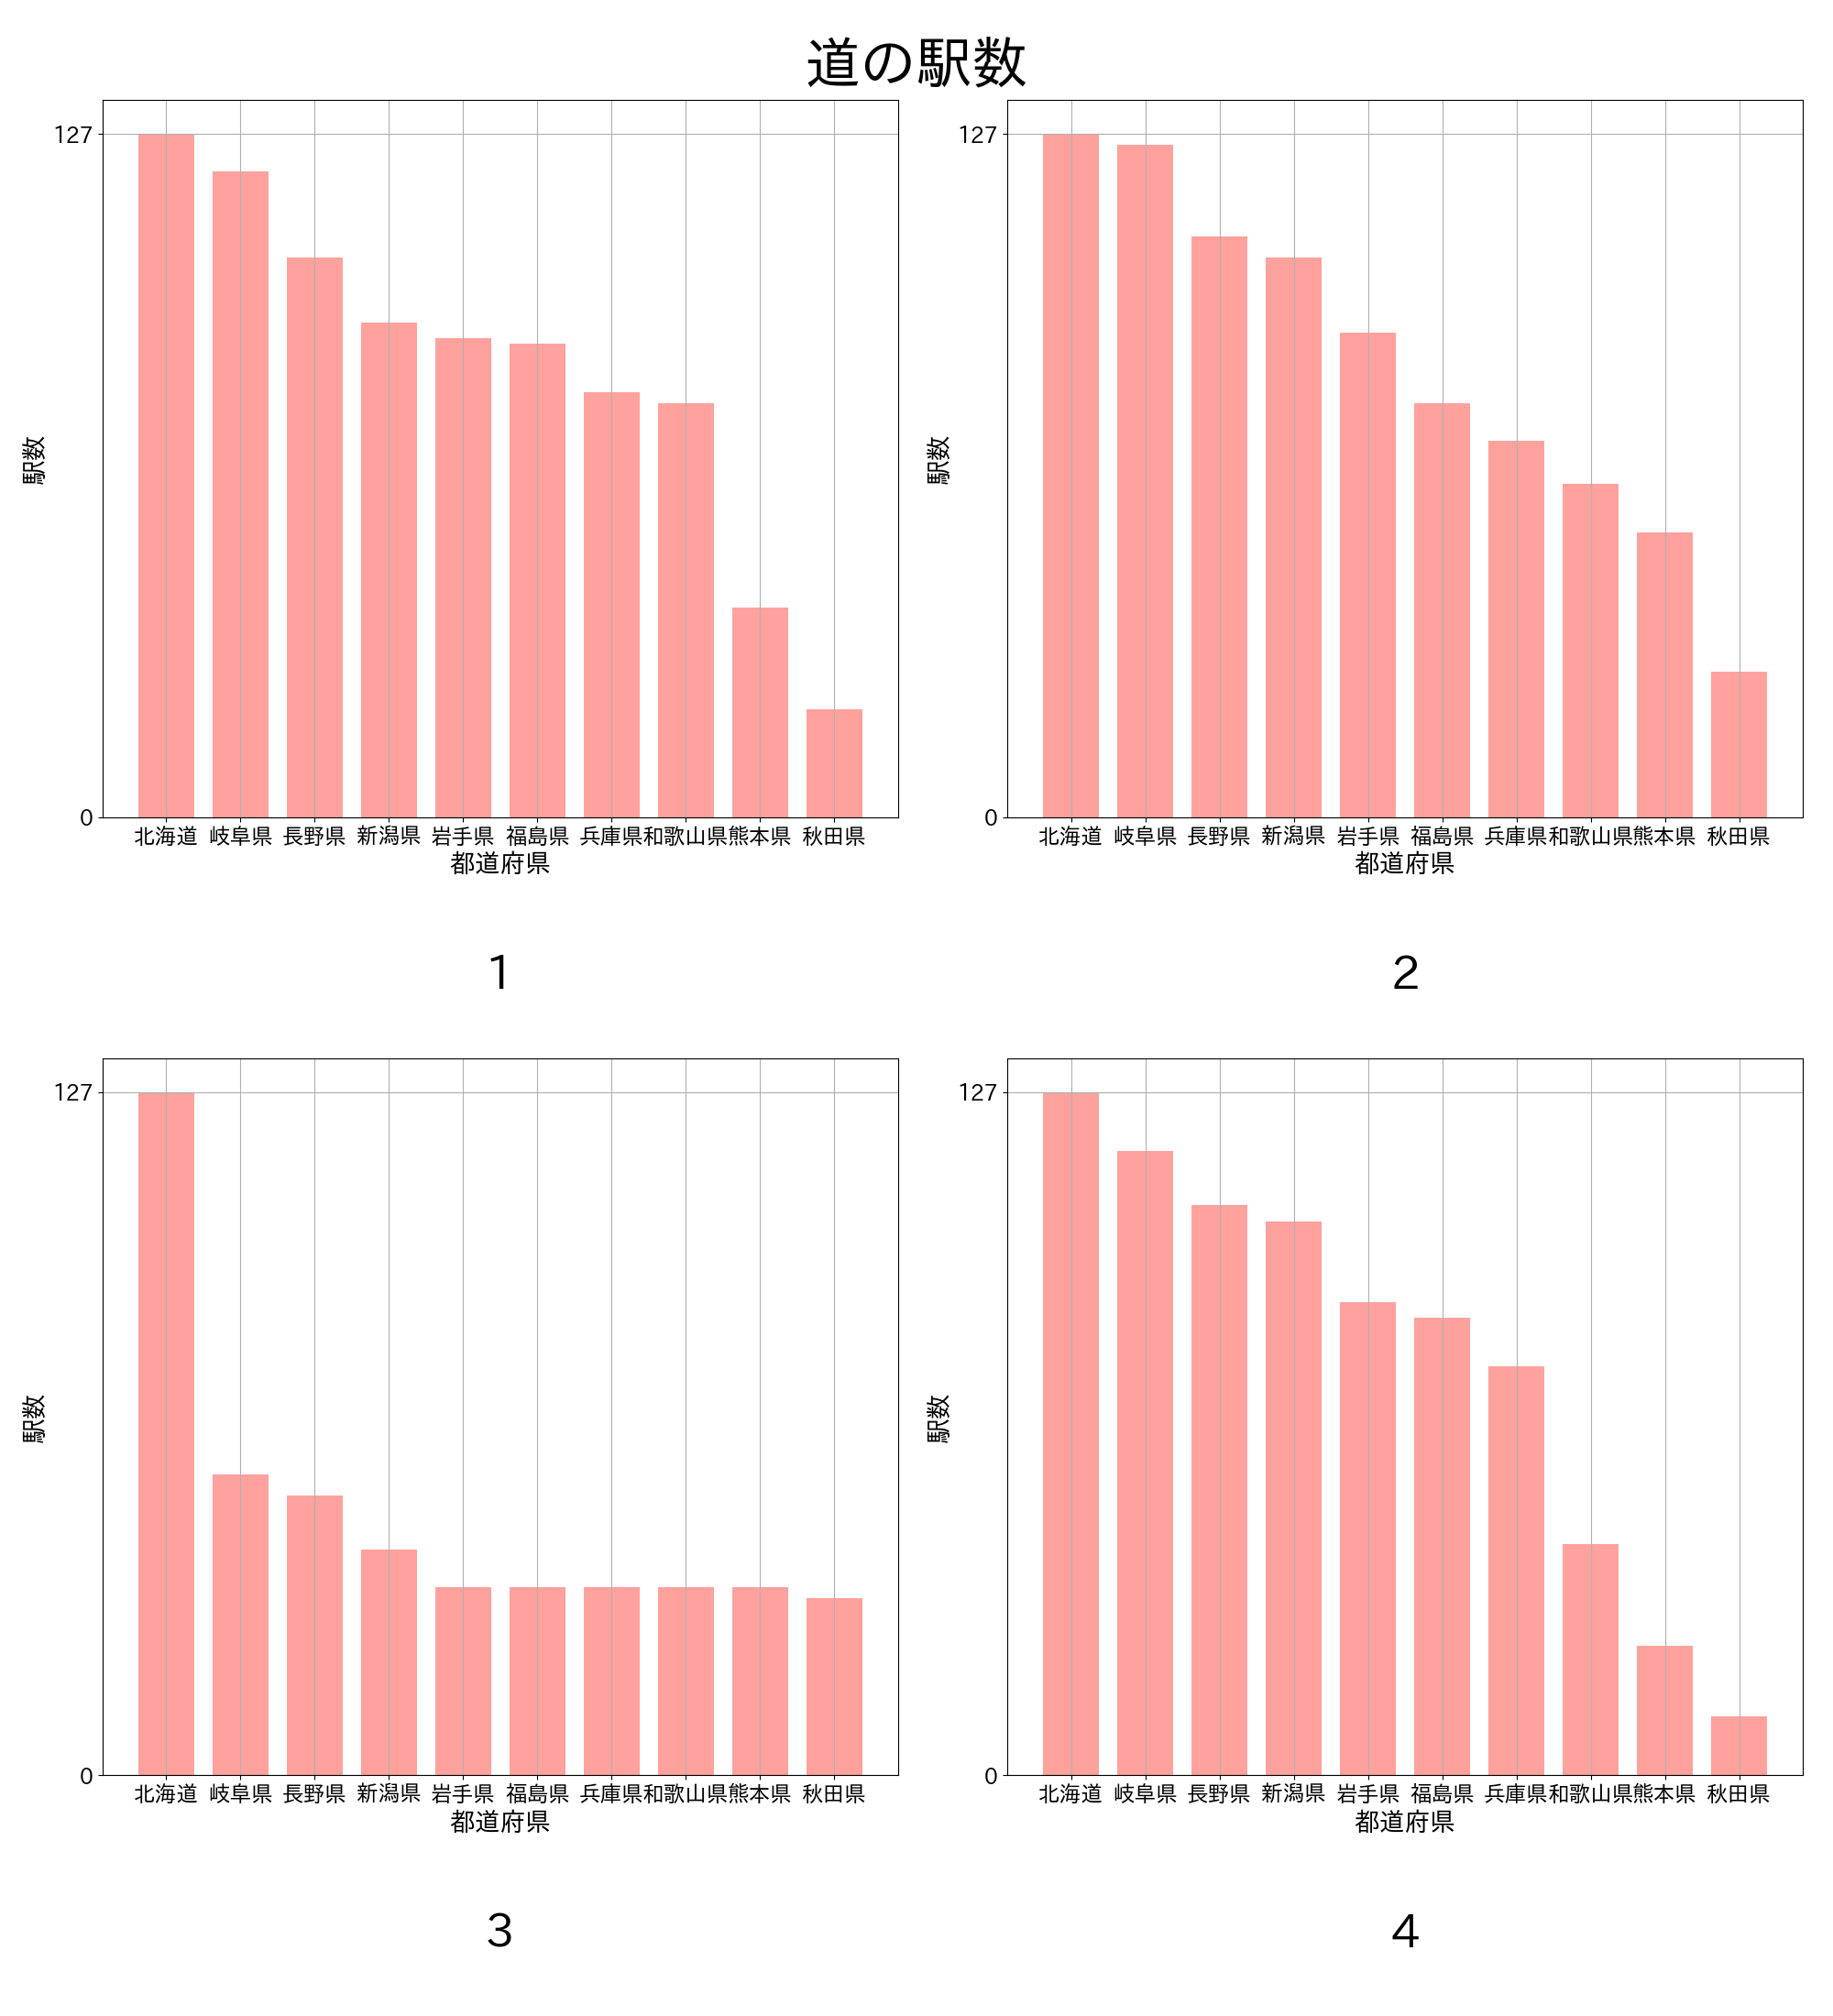 道の駅数
127
駅数
0
北海道 岐阜県 長野県 新潟県 岩手県 福島県 兵庫県 和歌山県 熊本県 秋田県
都道府県
1
127
駅数
0
北海道 岐阜県 長野県 新潟県 岩手県 福島県 兵庫県 和歌山県 熊本県 秋田県
都道府県
2
127
駅数
0
北海道 岐阜県 長野県 新潟県 岩手県 福島県 兵庫県 和歌山県 熊本県 秋田県
都道府県
3
127
駅数
0
北海道 岐阜県 長野県 新潟県 岩手県 福島県 兵庫県 和歌山県 熊本県 秋田県
都道府県
4